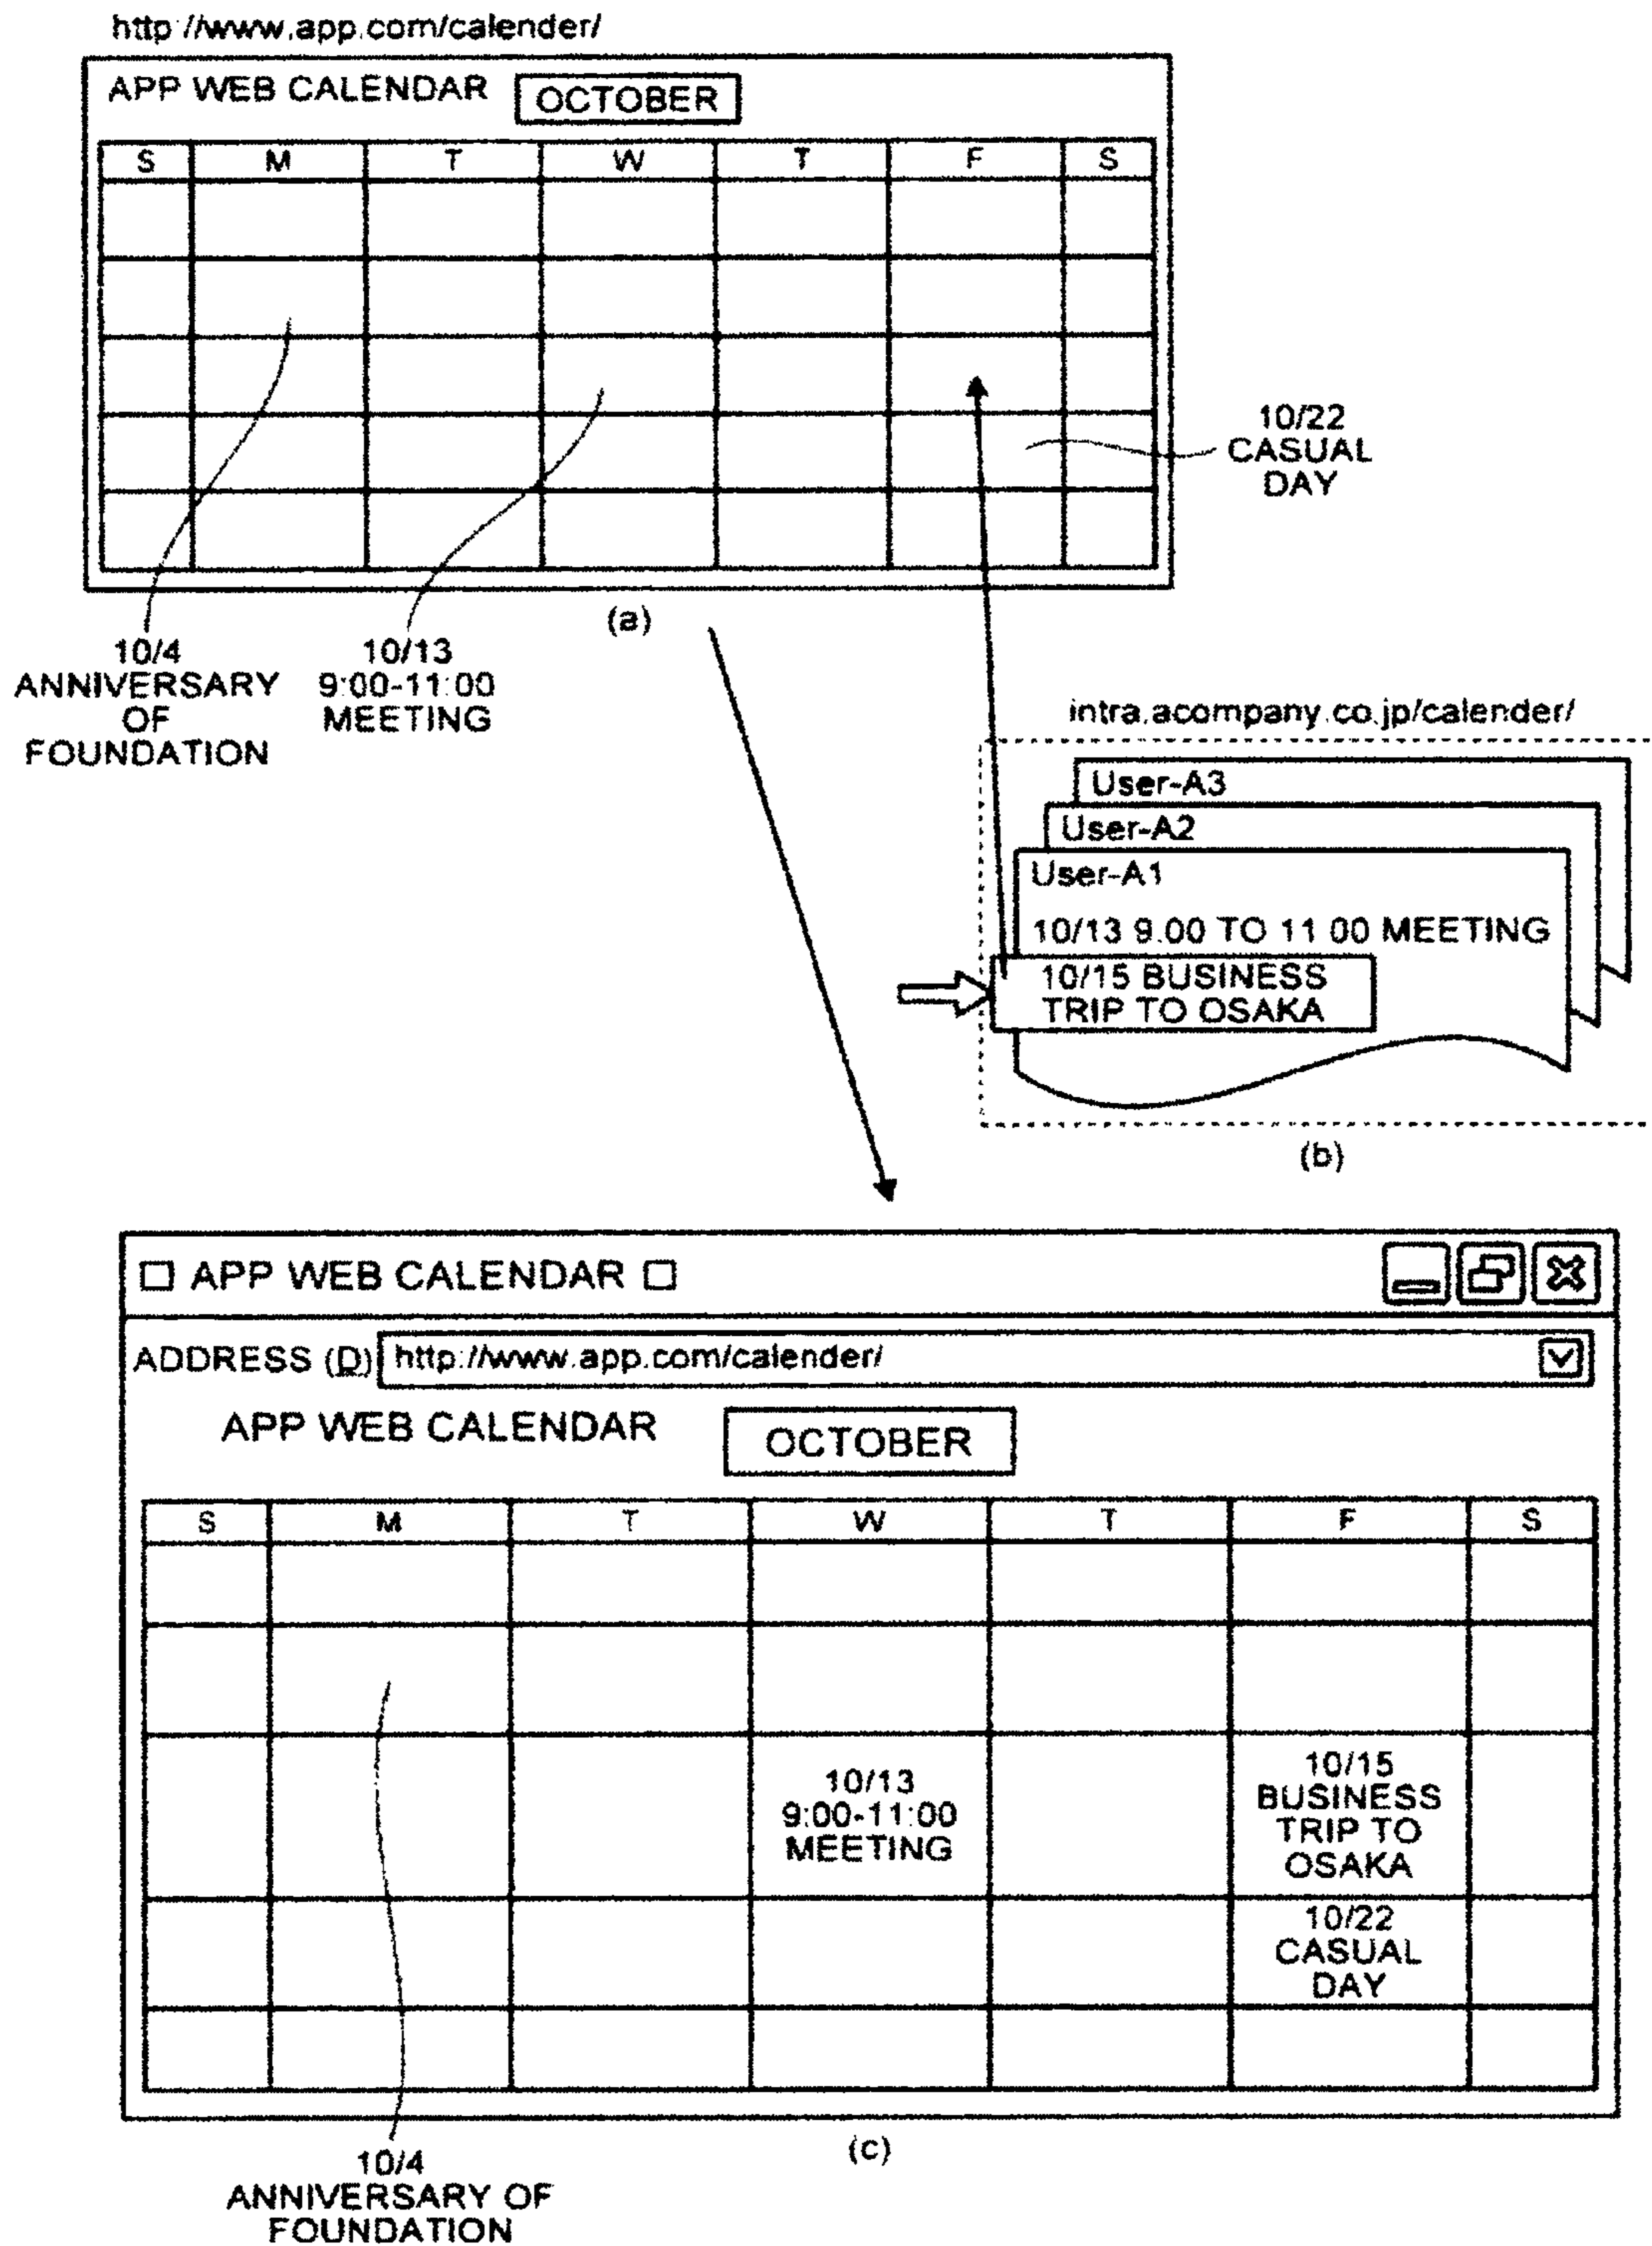 http://www.app.com/calender/
APP WEB CALENDAR OCTOBER
S M T W T F S
10/22
CASUAL
DAY
(a)
10/4
ANNIVERSARY
OF
FOUNDATION
10/13
9:00-11:00
MEETING
intra.acompany.co.jp/calender/
User-A3
User-A2
User-A1
10/13 9.00 TO 11 00 MEETING
10/15 BUSINESS
TRIP TO OSAKA
(b)
□ APP WEB CALENDAR □
ADDRESS (D) http://www.app.com/calender/
APP WEB CALENDAR OCTOBER
S M T W T F S
10/13
9:00-11:00
MEETING
10/15
BUSINESS
TRIP TO
OSAKA
10/22
CASUAL
DAY
(c)
10/4
ANNIVERSARY OF
FOUNDATION